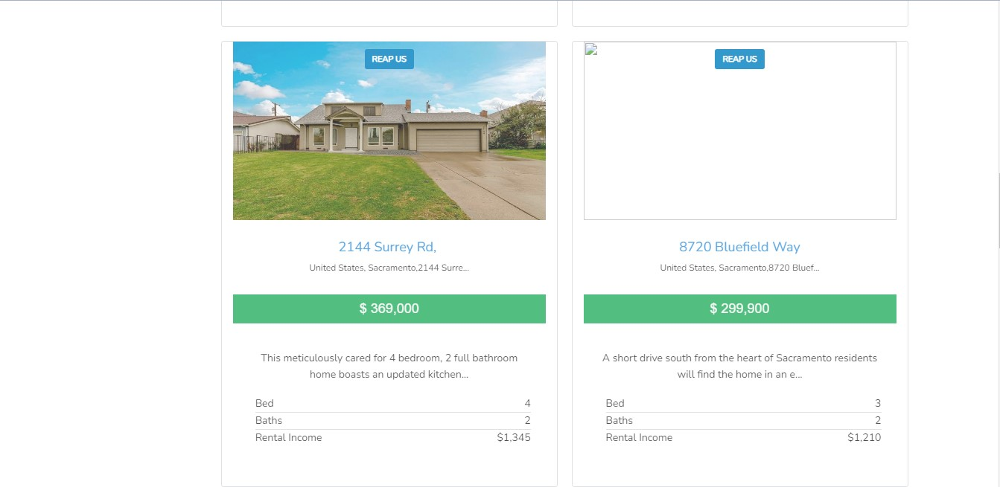 REAP US
2144 Surrey Rd,
United States, Sacramento,2144 Surre...
$ 369,000
This meticulously cared for 4 bedroom, 2 full bathroom
home boasts an updated kitchen...
Bed 4
Baths 2
Rental Income $1,345
REAP US
8720 Bluefield Way
United States, Sacramento,8720 Bluef...
$ 299,900
A short drive south from the heart of Sacramento residents
will find the home in an e...
Bed 3
Baths 2
Rental Income $1,210